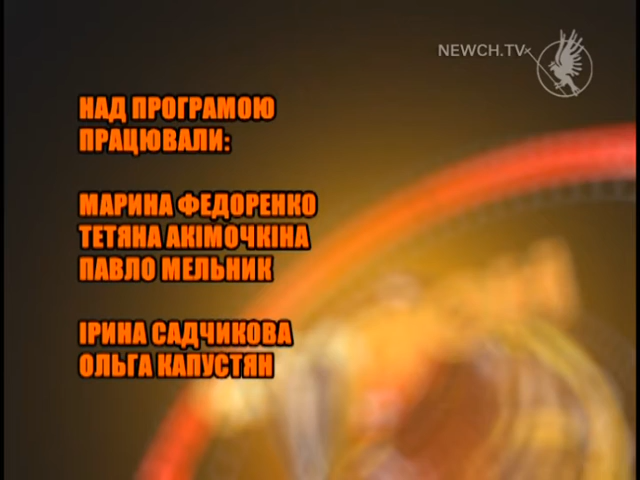 NEWCH.TV
НАД ПРОГРАМОЮ
ПРАЦЮВАЛИ:
МАРИНА ФЕДОРЕНКО
ТЕТЯНА АКІМОЧКІНА
ПАВЛО МЕЛЬНИК
ІРИНА САДЧИКОВА
ОЛЬГА КАПУСТЯН